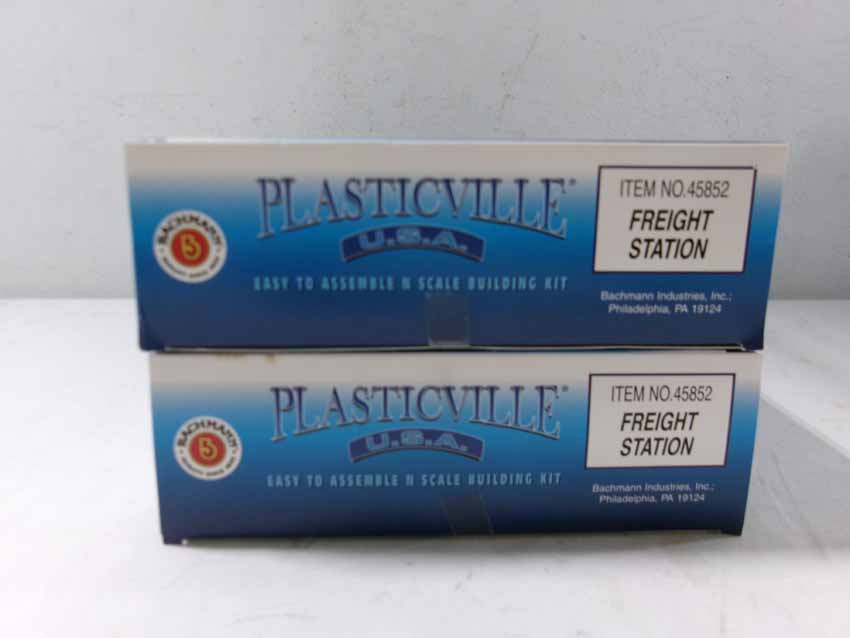 BACHMANN
PLASTICVILLE®
U.S.A.
EASY TO ASSEMBLE N SCALE BUILDING KIT
ITEM NO.45852
FREIGHT
STATION
Bachmann Industries, Inc.;
Philadelphia, PA 19124
BACHMANN
PLASTICVILLE®
U.S.A.
EASY TO ASSEMBLE N SCALE BUILDING KIT
ITEM NO.45852
FREIGHT
STATION
Bachmann Industries, Inc.;
Philadelphia, PA 19124